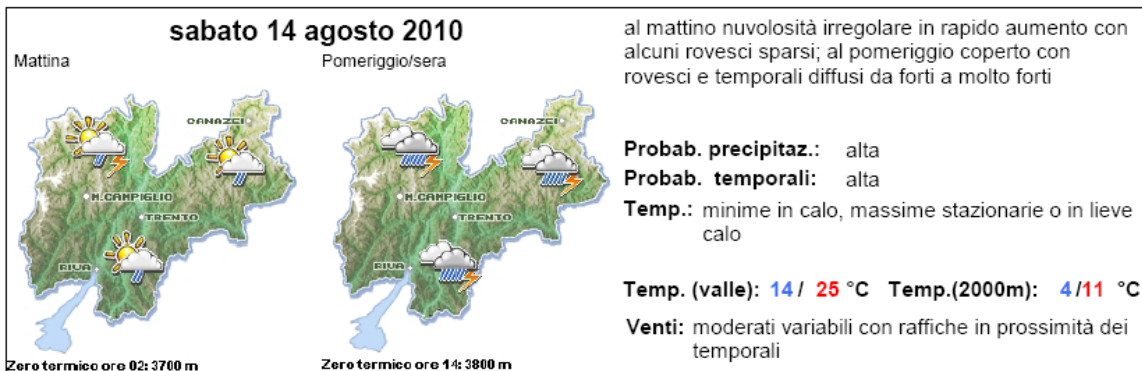 sabato 14 agosto 2010
Mattina
Pomeriggio/sera
CANAZEI
M.CAMPIGLIO
TRENTO
RIVA
Zero termico ore 02: 3700 m
CANAZEI
M.CAMPIGLIO
TRENTO
RIVA
Zero termico ore 14: 3800 m
al mattino nuvolosità irregolare in rapido aumento con
alcuni rovesci sparsi; al pomeriggio coperto con
rovesci e temporali diffusi da forti a molto forti
Probab. precipitaz.: alta
Probab. temporali: alta
Temp.: minime in calo, massime stazionarie o in lieve
calo
Temp. (valle): 14 / 25 °C Temp.(2000m): 4 /11 °C
Venti: moderati variabili con raffiche in prossimità dei
temporali